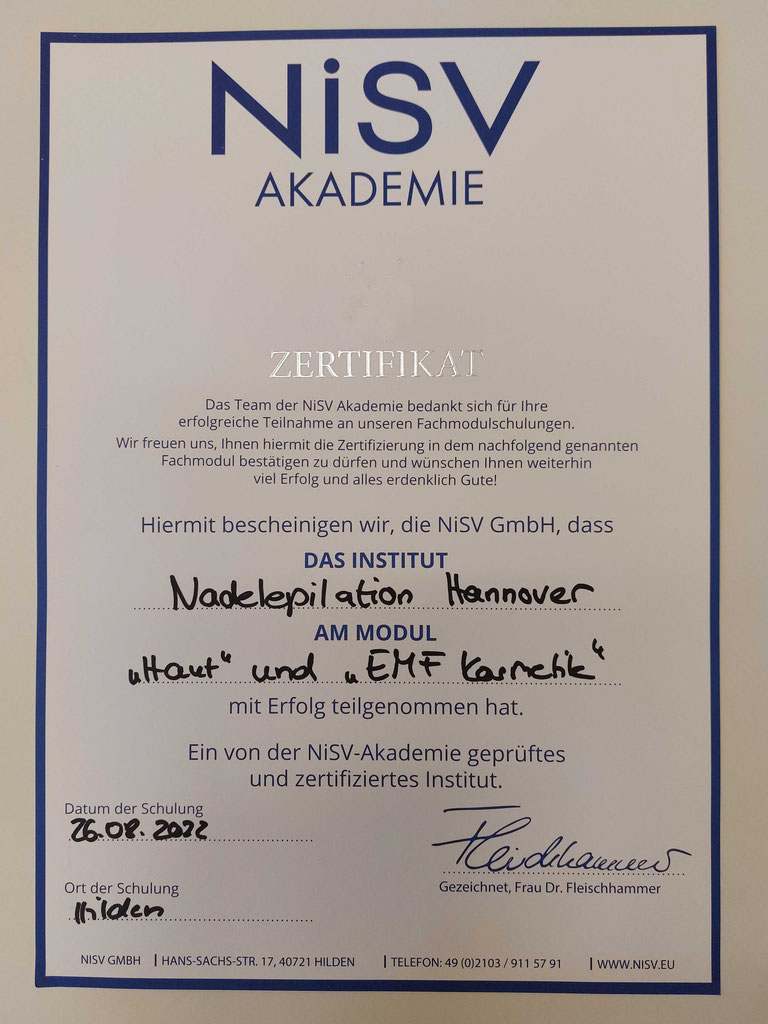 NiSV
AKADEMIE
ZERTIFIKAT
Das Team der NiSV Akademie bedankt sich für Ihre
erfolgreiche Teilnahme an unseren Fachmodulschulungen.
Wir freuen uns, Ihnen hiermit die Zertifizierung in dem nachfolgend genannten
Fachmodul bestätigen zu dürfen und wünschen Ihnen weiterhin
viel Erfolg und alles erdenklich Gute!
Hiermit bescheinigen wir, die NiSV GmbH, dass
DAS INSTITUT
Nadelepilation Hannover
AM MODUL
„Haut“ und „EMF Kosmetik“
mit Erfolg teilgenommen hat.
Ein von der NiSV-Akademie geprüftes
und zertifiziertes Institut.
Datum der Schulung
26.08.2022
Fleischhammer
Gezeichnet, Frau Dr. Fleischhammer
Ort der Schulung
Hilden
NISV GMBH | HANS-SACHS-STR. 17, 40721 HILDEN | TELEFON: 49 (0)2103 / 911 57 91 | WWW.NISV.EU